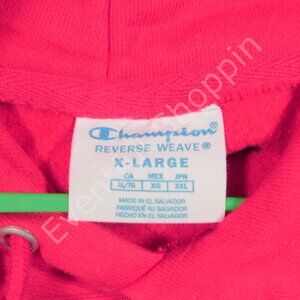 Champion®
REVERSE WEAVE®
X-LARGE
CA MEX JPN
XL/TG XG 3XL
MADE IN EL SALVADOR
FABRIQUÉ AU SALVADOR
HECHO EN EL SALVADOR